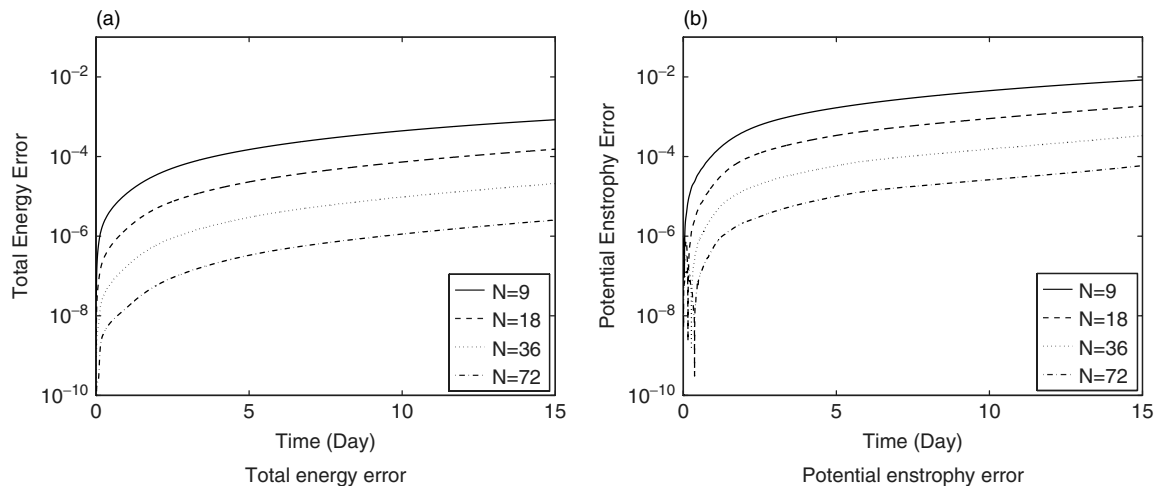 (a)
Total Energy Error
10−2
10−4
10−6
10−8
10−10
0 5 10 15
Time (Day)
N=9
N=18
N=36
N=72
Total energy error
(b)
Potential Enstrophy Error
10−2
10−4
10−6
10−8
10−10
0 5 10 15
Time (Day)
N=9
N=18
N=36
N=72
Potential enstrophy error